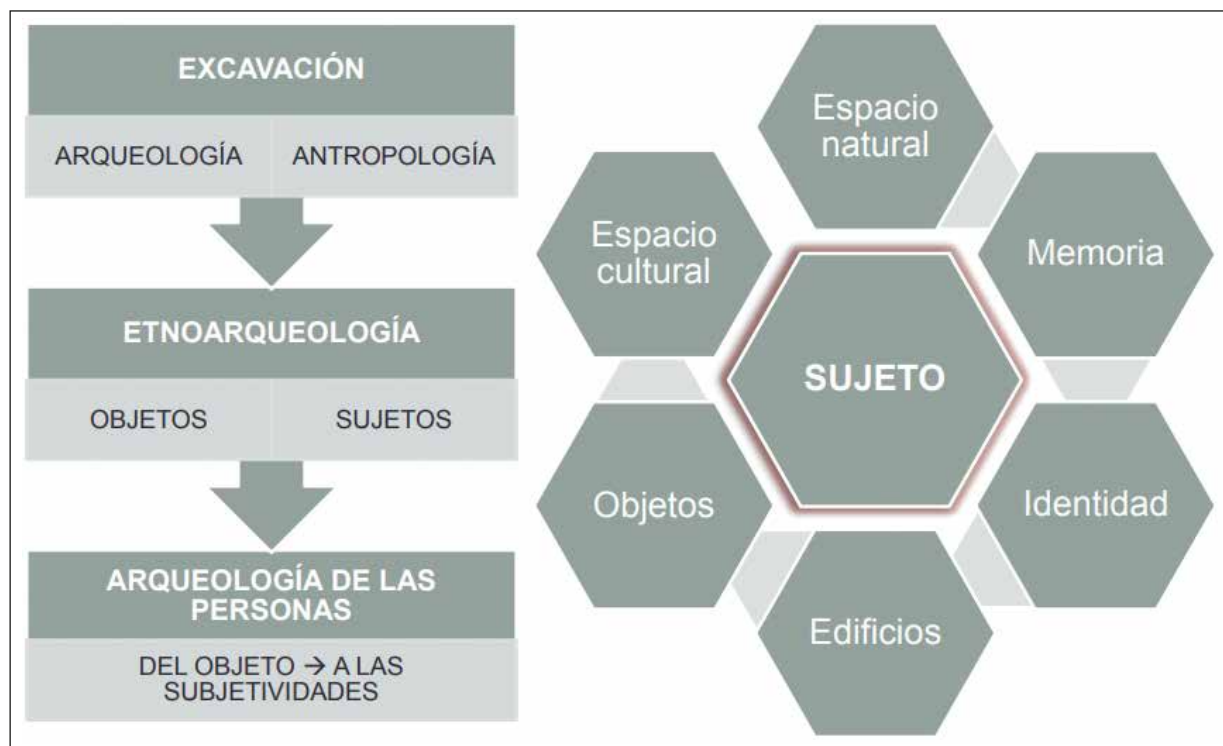 EXCAVACIÓN
ARQUEOLOGÍA
ANTROPOLOGÍA
ETNOARQUEOLOGÍA
OBJETOS
SUJETOS
ARQUEOLOGÍA DE LAS
PERSONAS
DEL OBJETO → A LAS
SUBJETIVIDADES
Espacio
natural
Memoria
Identidad
Edificios
Objetos
Espacio
cultural
SUJETO